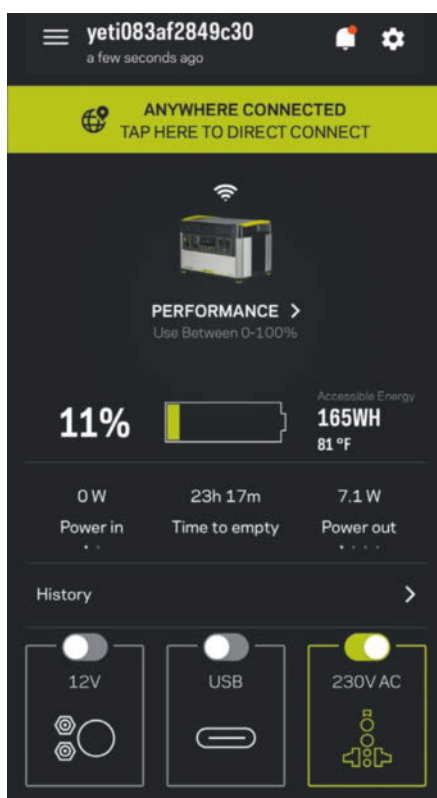 yeti083af2849c30
a few seconds ago
ANYWHERE CONNECTED
TAP HERE TO DIRECT CONNECT
PERFORMANCE >
Use Between 0-100%
11%
Accessible Energy
165WH
81 °F
0 W
23h 17m
7.1 W
Power in
Time to empty
Power out
History
12V
USB
230V AC